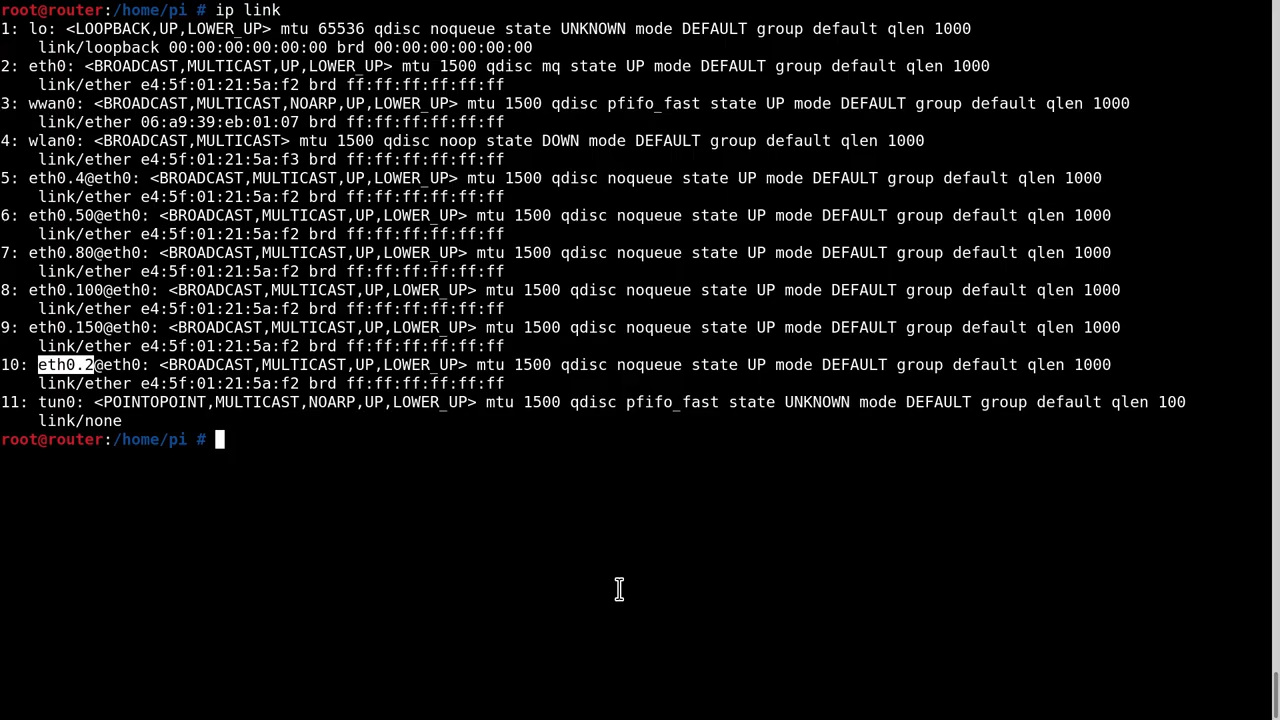 root@router:/home/pi # ip link
1: lo: <LOOPBACK,UP,LOWER_UP> mtu 65536 qdisc noqueue state UNKNOWN mode DEFAULT group default qlen 1000
    link/loopback 00:00:00:00:00:00 brd 00:00:00:00:00:00
2: eth0: <BROADCAST,MULTICAST,UP,LOWER_UP> mtu 1500 qdisc mq state UP mode DEFAULT group default qlen 1000
    link/ether e4:5f:01:21:5a:f2 brd ff:ff:ff:ff:ff:ff
3: wwan0: <BROADCAST,MULTICAST,NOARP,UP,LOWER_UP> mtu 1500 qdisc pfifo_fast state UP mode DEFAULT group default qlen 1000
    link/ether 06:a9:39:eb:01:07 brd ff:ff:ff:ff:ff:ff
4: wlan0: <BROADCAST,MULTICAST> mtu 1500 qdisc noop state DOWN mode DEFAULT group default qlen 1000
    link/ether e4:5f:01:21:5a:f3 brd ff:ff:ff:ff:ff:ff
5: eth0.4@eth0: <BROADCAST,MULTICAST,UP,LOWER_UP> mtu 1500 qdisc noqueue state UP mode DEFAULT group default qlen 1000
    link/ether e4:5f:01:21:5a:f2 brd ff:ff:ff:ff:ff:ff
6: eth0.50@eth0: <BROADCAST,MULTICAST,UP,LOWER_UP> mtu 1500 qdisc noqueue state UP mode DEFAULT group default qlen 1000
    link/ether e4:5f:01:21:5a:f2 brd ff:ff:ff:ff:ff:ff
7: eth0.80@eth0: <BROADCAST,MULTICAST,UP,LOWER_UP> mtu 1500 qdisc noqueue state UP mode DEFAULT group default qlen 1000
    link/ether e4:5f:01:21:5a:f2 brd ff:ff:ff:ff:ff:ff
8: eth0.100@eth0: <BROADCAST,MULTICAST,UP,LOWER_UP> mtu 1500 qdisc noqueue state UP mode DEFAULT group default qlen 1000
    link/ether e4:5f:01:21:5a:f2 brd ff:ff:ff:ff:ff:ff
9: eth0.150@eth0: <BROADCAST,MULTICAST,UP,LOWER_UP> mtu 1500 qdisc noqueue state UP mode DEFAULT group default qlen 1000
    link/ether e4:5f:01:21:5a:f2 brd ff:ff:ff:ff:ff:ff
10: eth0.2@eth0: <BROADCAST,MULTICAST,UP,LOWER_UP> mtu 1500 qdisc noqueue state UP mode DEFAULT group default qlen 1000
    link/ether e4:5f:01:21:5a:f2 brd ff:ff:ff:ff:ff:ff
11: tun0: <POINTOPOINT,MULTICAST,NOARP,UP,LOWER_UP> mtu 1500 qdisc pfifo_fast state UNKNOWN mode DEFAULT group default qlen 100
    link/none
root@router:/home/pi #